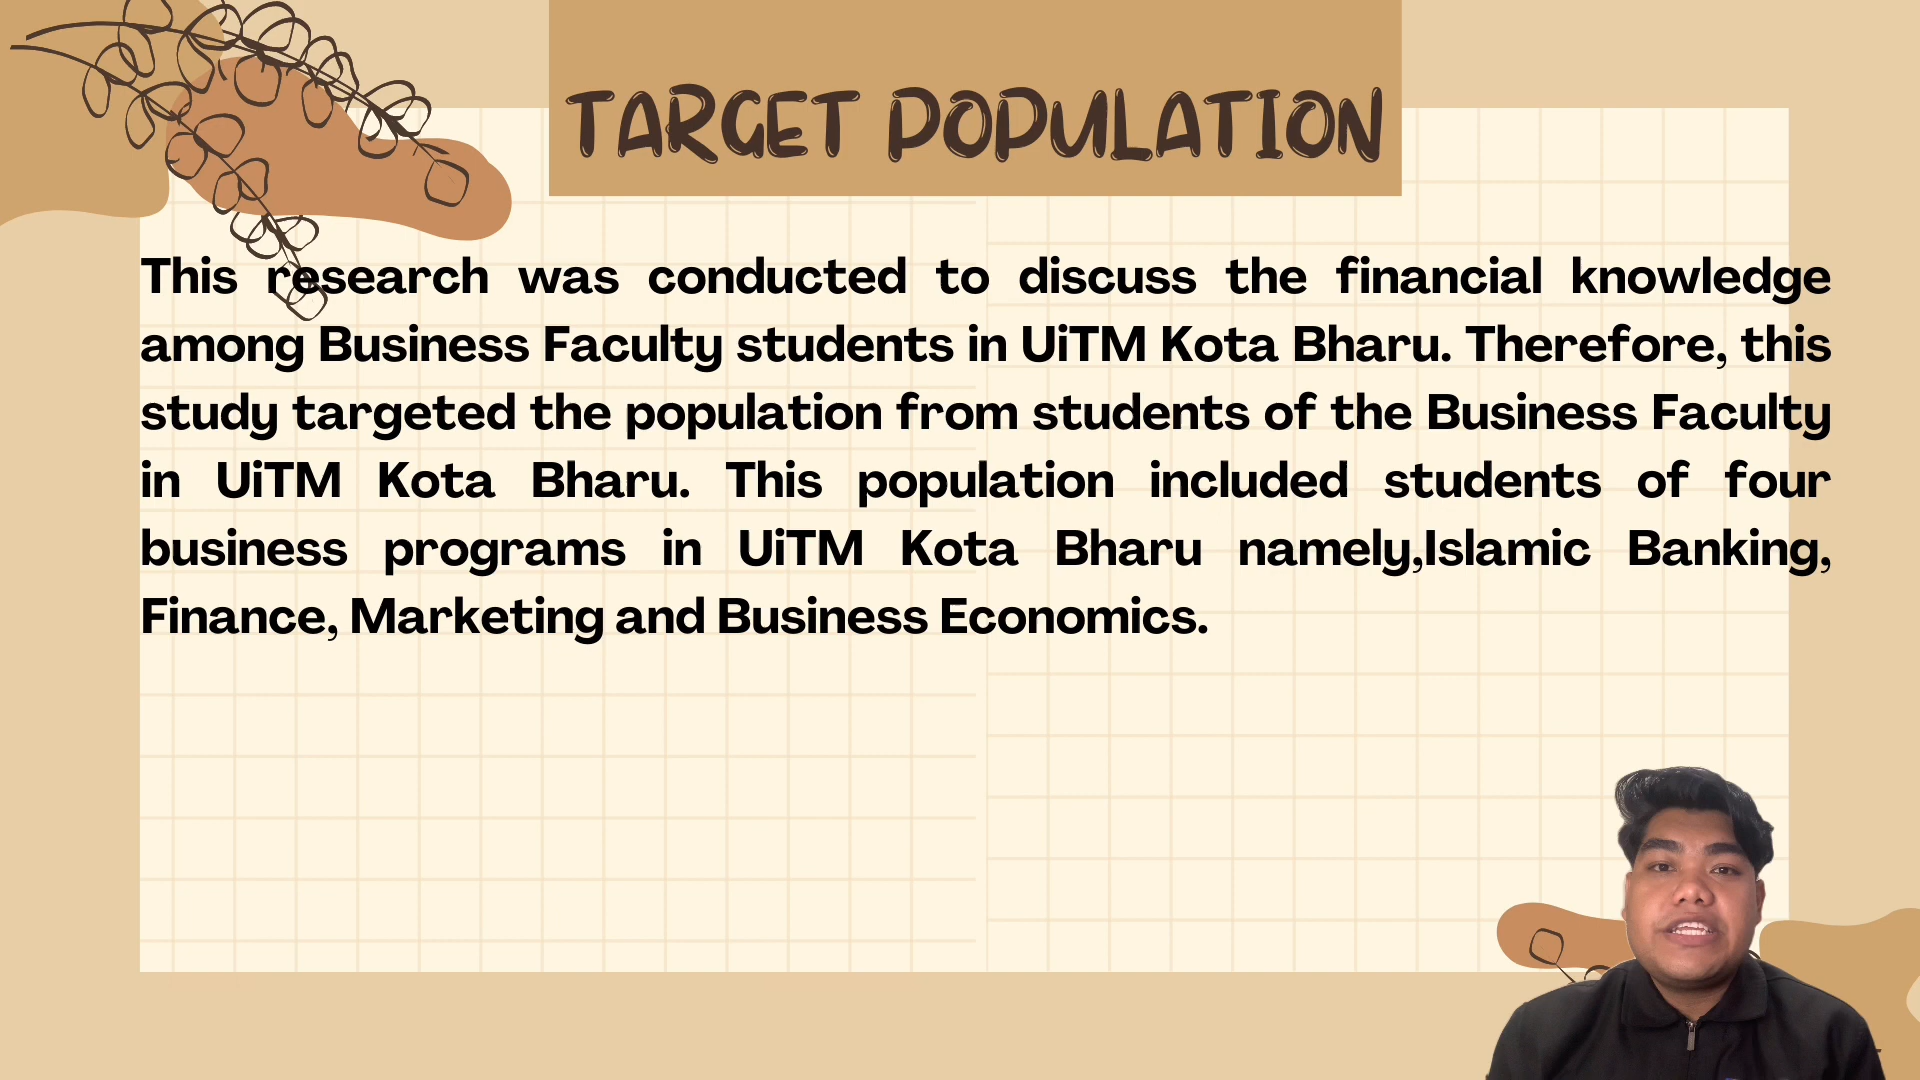 TARGET POPULATION
This research was conducted to discuss the financial knowledge
among Business Faculty students in UiTM Kota Bharu. Therefore, this
study targeted the population from students of the Business Faculty
in UiTM Kota Bharu. This population included students of four
business programs in UiTM Kota Bharu namely,Islamic Banking,
Finance, Marketing and Business Economics.